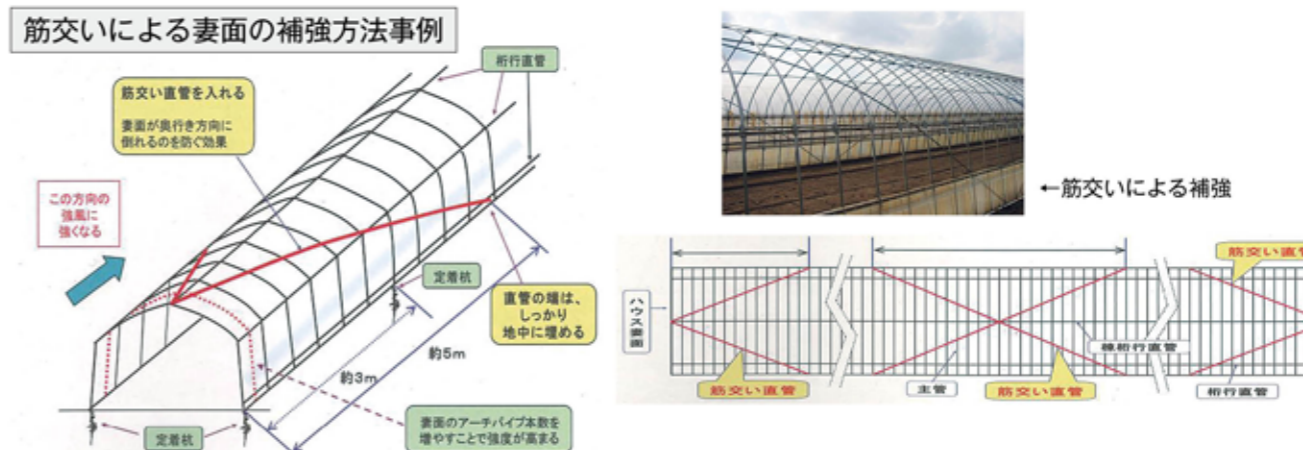 筋交いによる妻面の補強方法事例
桁行直管
筋交い直管を入れる
妻面が奥行き方向に
倒れるのを防ぐ効果
この方向の
強風に
強くなる
定着杭
直管の端は、
しっかり
地中に埋める
約5m
約3m
妻面のアーチパイプ本数を
増やすことで強度が高まる
定着杭
←筋交いによる補強
筋交い直管
ハウス妻面
棟桁行直管
筋交い直管
主管
筋交い直管
桁行直管